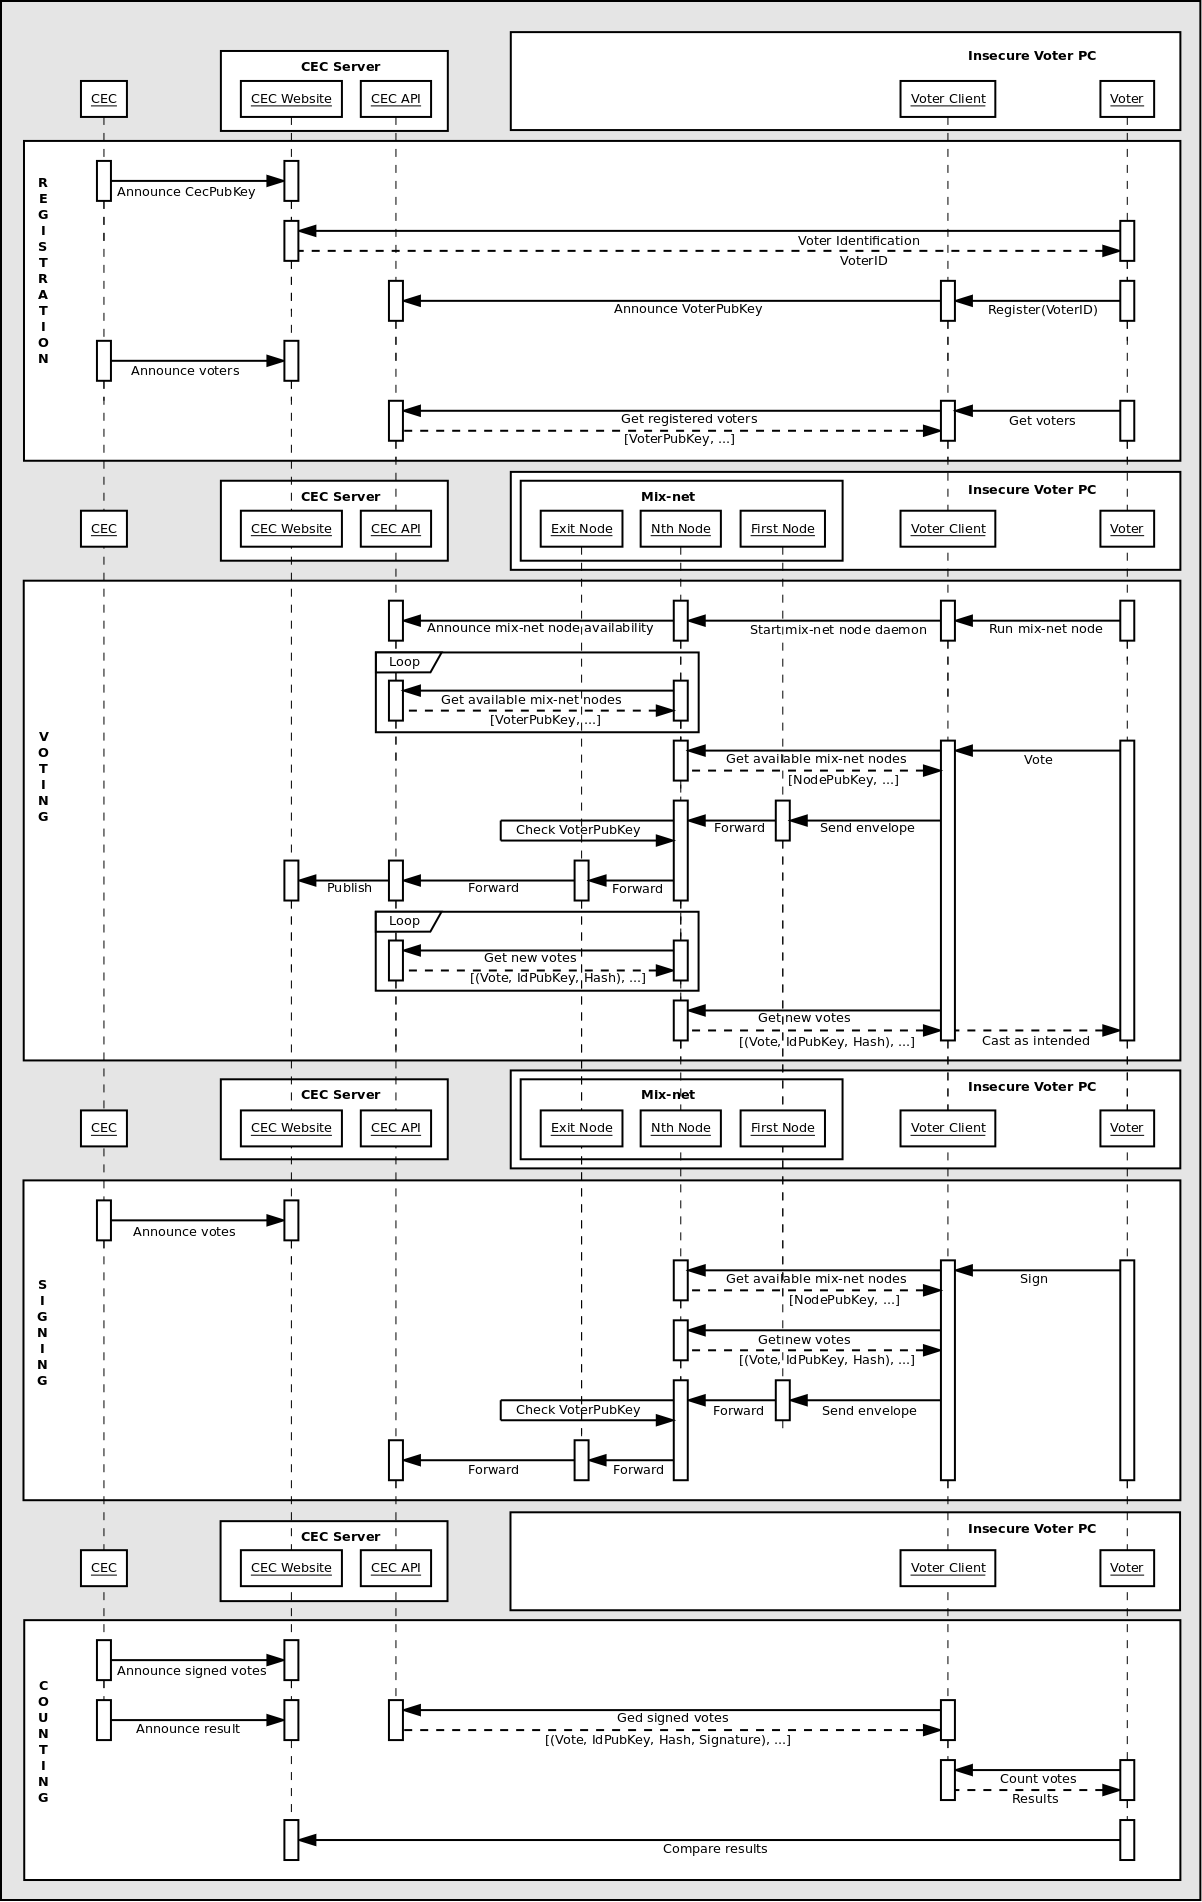 CEC Server
Insecure Voter PC
CEC
CEC Website
CEC API
Voter Client
Voter
REGISTRATION
Announce CecPubKey
Voter Identification
VoterID
Announce VoterPubKey
Register(VoterID)
Announce voters
Get registered voters
Get voters
[VoterPubKey, ...]
CEC Server
Mix-net
Insecure Voter PC
CEC
CEC Website
CEC API
Exit Node
Nth Node
First Node
Voter Client
Voter
VOTING
Announce mix-net node availability
Start mix-net node daemon
Run mix-net node
Loop
Get available mix-net nodes
[VoterPubKey, ...]
Get available mix-net nodes
Vote
[NodePubKey, ...]
Check VoterPubKey
Forward
Send envelope
Publish
Forward
Forward
Loop
Get new votes
[(Vote, IdPubKey, Hash), ...]
Get new votes
[(Vote, IdPubKey, Hash), ...]
Cast as intended
CEC Server
Mix-net
Insecure Voter PC
CEC
CEC Website
CEC API
Exit Node
Nth Node
First Node
Voter Client
Voter
SIGNING
Announce votes
Get available mix-net nodes
Sign
[NodePubKey, ...]
Get new votes
[(Vote, IdPubKey, Hash), ...]
Check VoterPubKey
Forward
Send envelope
Forward
Forward
CEC Server
Insecure Voter PC
CEC
CEC Website
CEC API
Voter Client
Voter
COUNTING
Announce signed votes
Announce result
Ged signed votes
[(Vote, IdPubKey, Hash, Signature), ...]
Count votes
Results
Compare results